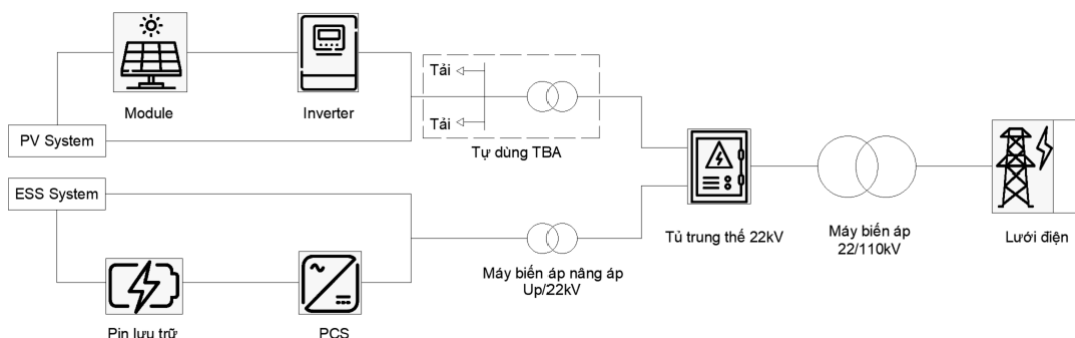 Tải
Tải
Module
Inverter
PV System
Tự dùng TBA
ESS System
Tủ trung thế 22kV
Máy biến áp
22/110kV
Lưới điện
Máy biến áp nâng áp
Up/22kV
Pin lưu trữ
PCS